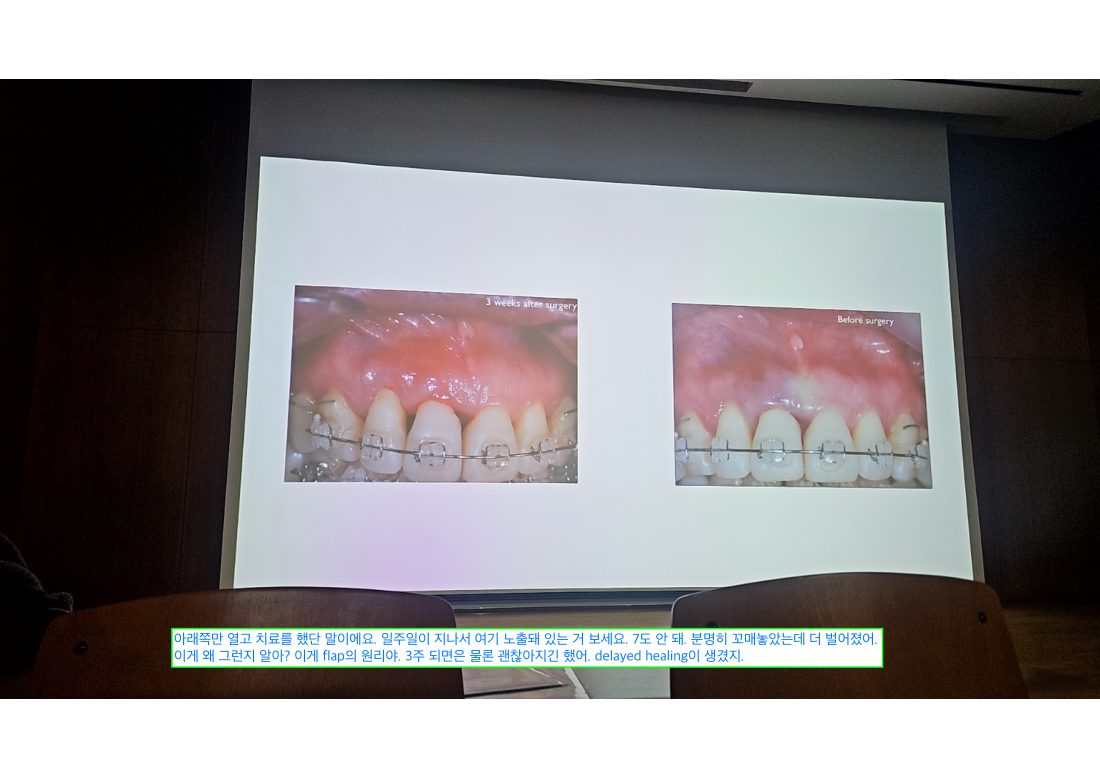 3 weeks after surgery
Before surgery
아래쪽만 열고 치료를 했단 말이에요. 일주일이 지나서 여기 노출돼 있는 거 보세요. 7도 안 돼. 분명히 꼬매놓았는데 더 벌어졌어.
이게 왜 그런지 알아? 이게 flap의 원리야. 3주 되면은 물론 괜찮아지긴 했어. delayed healing이 생겼지.